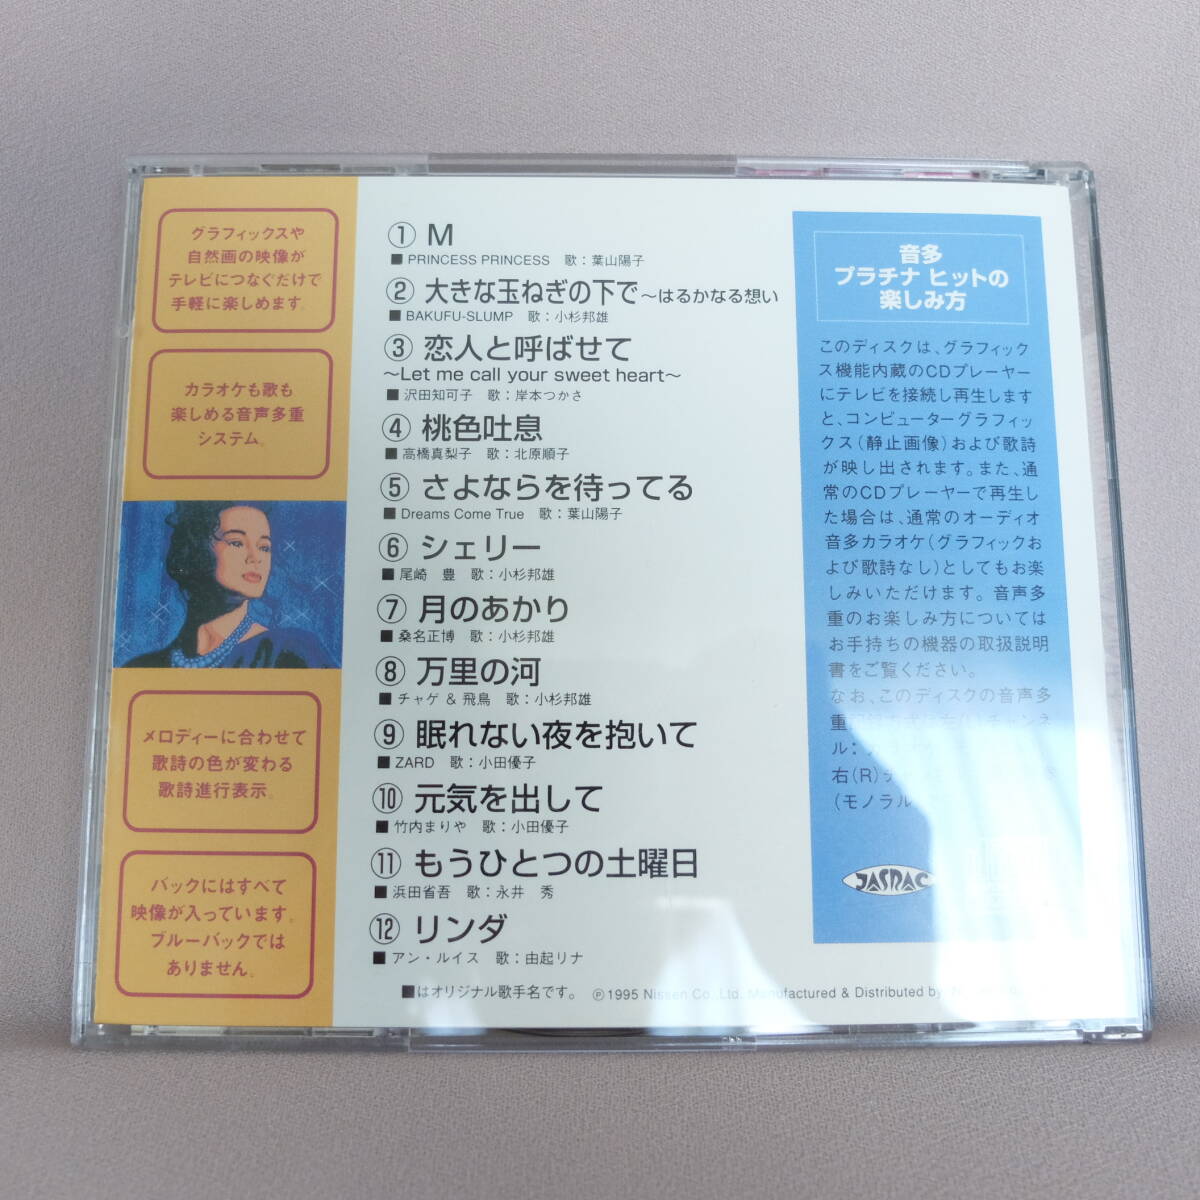 グラフィックスや
自然画の映像が
テレビにつなぐだけで
手軽に楽しめます。
カラオケも歌も
楽しめる音声多重
システム。
メロディーに合わせて
歌詩の色が変わる
歌詩進行表示。
バックにはすべて
映像が入っています。
ブルーバックでは
ありません。
① M
■ PRINCESS PRINCESS 歌：葉山陽子
② 大きな玉ねぎの下で～はるかなる想い
■ BAKUFU-SLUMP 歌：小杉邦雄
③ 恋人と呼ばせて
～Let me call your sweet heart～
■ 沢田知可子 歌：岸本つかさ
④ 桃色吐息
■ 高橋真梨子 歌：北原順子
⑤ さよならを待ってる
■ Dreams Come True 歌：葉山陽子
⑥ シェリー
■ 尾崎 豊 歌：小杉邦雄
⑦ 月のあかり
■ 桑名正博 歌：小杉邦雄
⑧ 万里の河
■ チャゲ & 飛鳥 歌：小杉邦雄
⑨ 眠れない夜を抱いて
■ ZARD 歌：小田優子
⑩ 元気を出して
■ 竹内まりや 歌：小田優子
⑪ もうひとつの土曜日
■ 浜田省吾 歌：永井 秀
⑫ リンダ
■ アン・ルイス 歌：由起リナ
■はオリジナル歌手名です。 Ⓟ1995 Nissen Co.,Ltd. Manufactured & Distributed by
音多
プラチナ ヒットの
楽しみ方
このディスクは、グラフィック
ス機能内蔵のCDプレーヤー
にテレビを接続し再生します
と、コンピューターグラフィッ
クス(静止画像)および歌詩
が映し出されます。また、通
常のCDプレーヤーで再生し
た場合は、通常のオーディオ
音多カラオケ(グラフィックお
よび歌詩なし)としてもお楽
しみいただけます。音声多
重のお楽しみ方については
お手持ちの機器の取扱説明
書をご覧ください。
なお、このディスクの音声多
重
ル：
右(R)チ
(モノラル
JASRAC